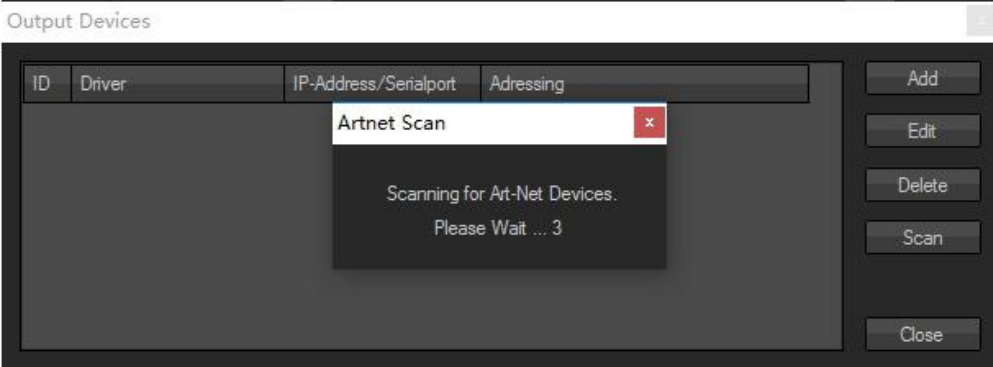 Output Devices
ID Driver IP-Address/Serialport Adressing
Add
Artnet Scan x
Edit
Scanning for Art-Net Devices.
Please Wait ... 3
Delete
Scan
Close